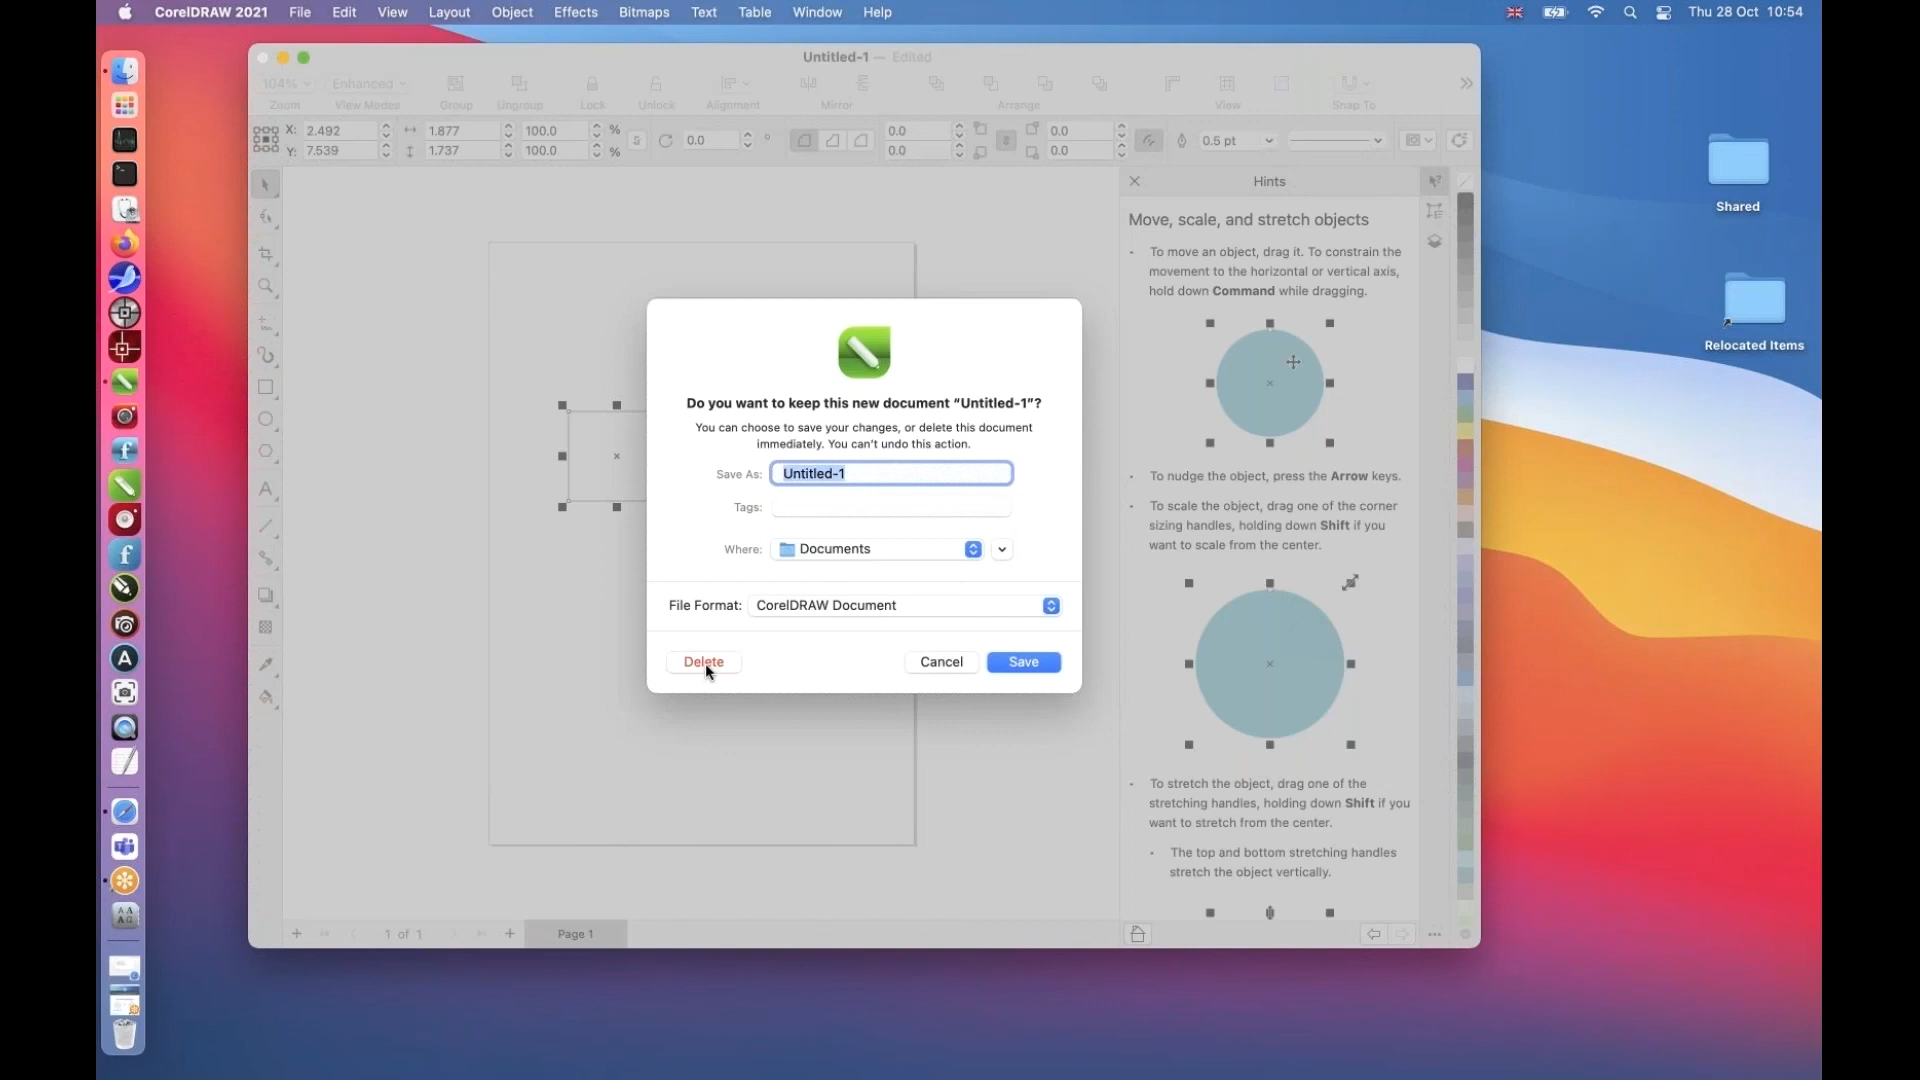 CorelDRAW 2021 File Edit View Layout Object Effects Bitmaps Text Table Window Help Thu 28 Oct 10:54
Untitled-1 — Edited
104% Enhanced
Zoom View Modes Group Ungroup Lock Unlock Alignment Mirror Arrange View Snap To
X: 2.492 1.877 100.0 % 0.0 ° 0.0 0.0 0.5 pt
Y: 7.539 1.737 100.0 % 0.0 0.0
Hints
Move, scale, and stretch objects
To move an object, drag it. To constrain the
movement to the horizontal or vertical axis,
hold down Command while dragging.
To nudge the object, press the Arrow keys.
To scale the object, drag one of the corner
sizing handles, holding down Shift if you
want to scale from the center.
To stretch the object, drag one of the
stretching handles, holding down Shift if you
want to stretch from the center.
The top and bottom stretching handles
stretch the object vertically.
Do you want to keep this new document “Untitled-1”?
You can choose to save your changes, or delete this document
immediately. You can’t undo this action.
Save As: Untitled-1
Tags:
Where: Documents
File Format: CorelDRAW Document
Delete Cancel Save
1 of 1 Page 1
Shared
Relocated Items